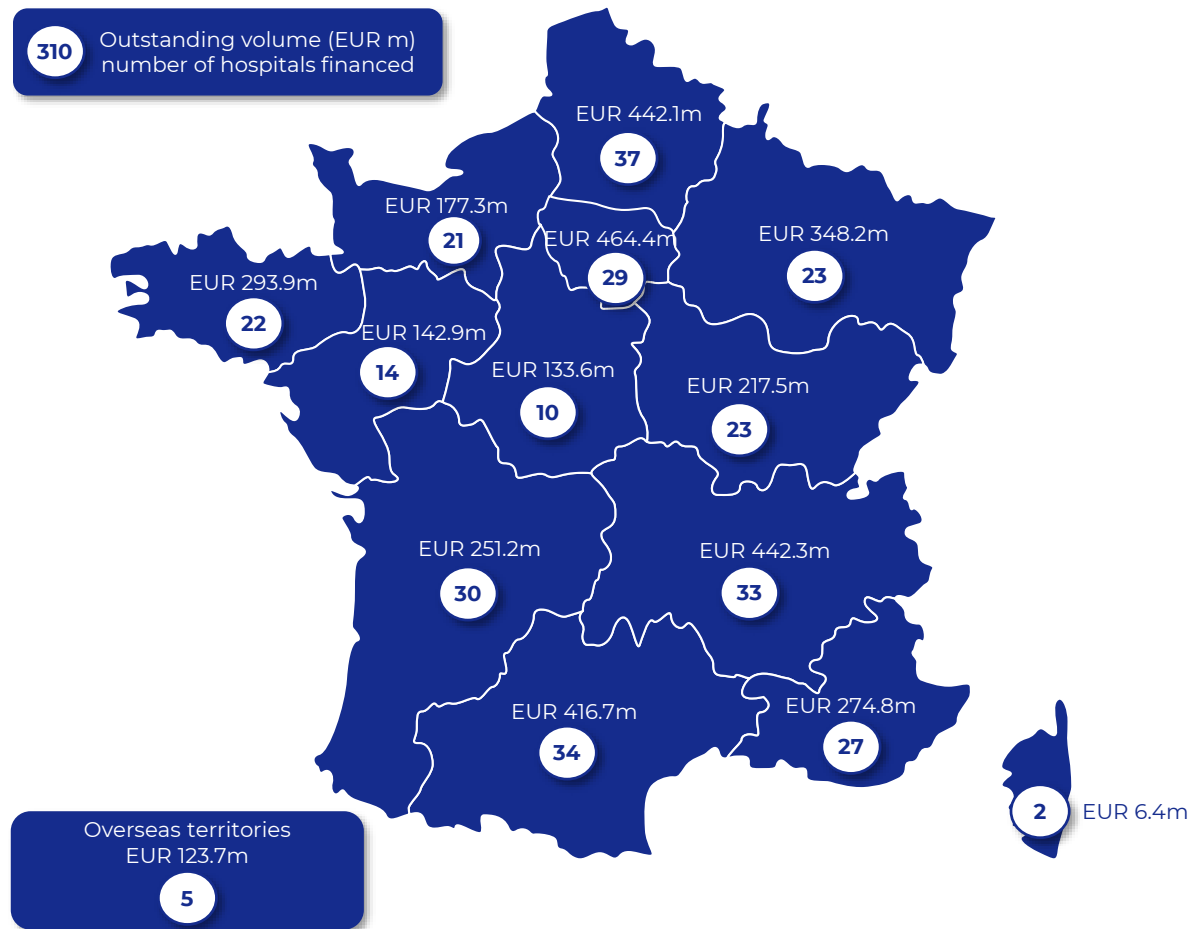 310
Outstanding volume (EUR m)
number of hospitals financed
EUR 442.1m
37
EUR 177.3m
21
EUR 464.4m
29
EUR 348.2m
23
EUR 293.9m
22
EUR 142.9m
14
EUR 133.6m
10
EUR 217.5m
23
EUR 251.2m
30
EUR 442.3m
33
EUR 416.7m
34
EUR 274.8m
27
2
EUR 6.4m
Overseas territories
EUR 123.7m
5